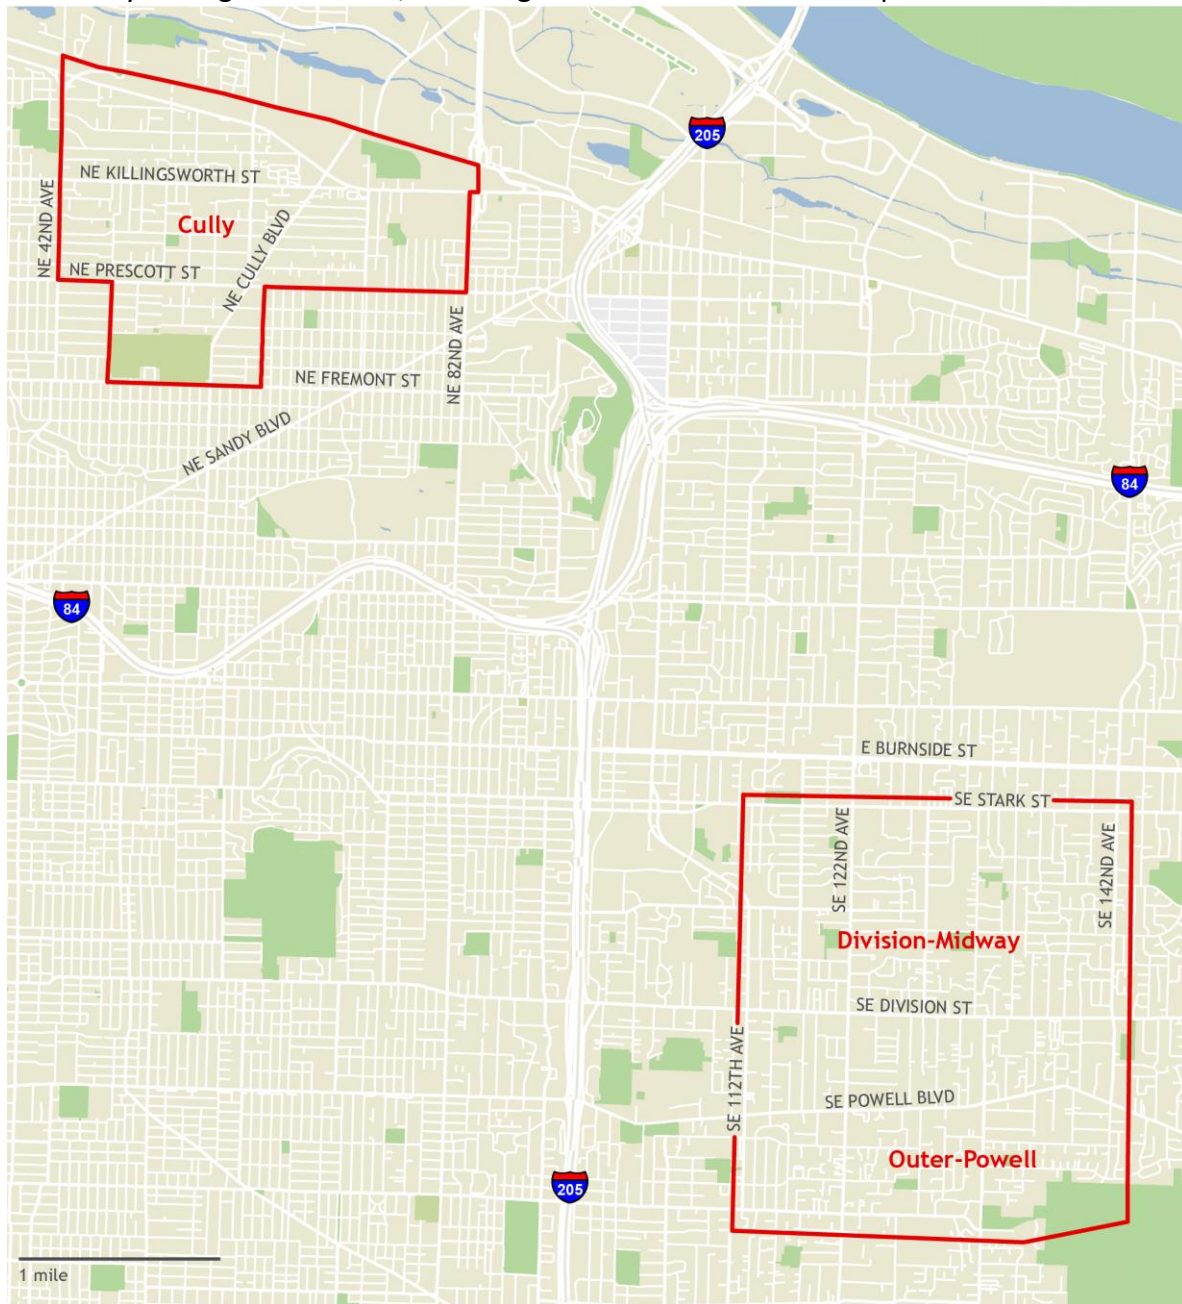 205
NE KILLINGSWORTH ST
NE 42ND AVE
Cully
NE CULLY BLVD
NE PRESCOTT ST
NE 82ND AVE
NE FREMONT ST
NE SANDY BLVD
84
84
E BURNSIDE ST
SE STARK ST
SE 122ND AVE
SE 142ND AVE
Division-Midway
SE DIVISION ST
SE 112TH AVE
SE POWELL BLVD
Outer-Powell
205
1 mile